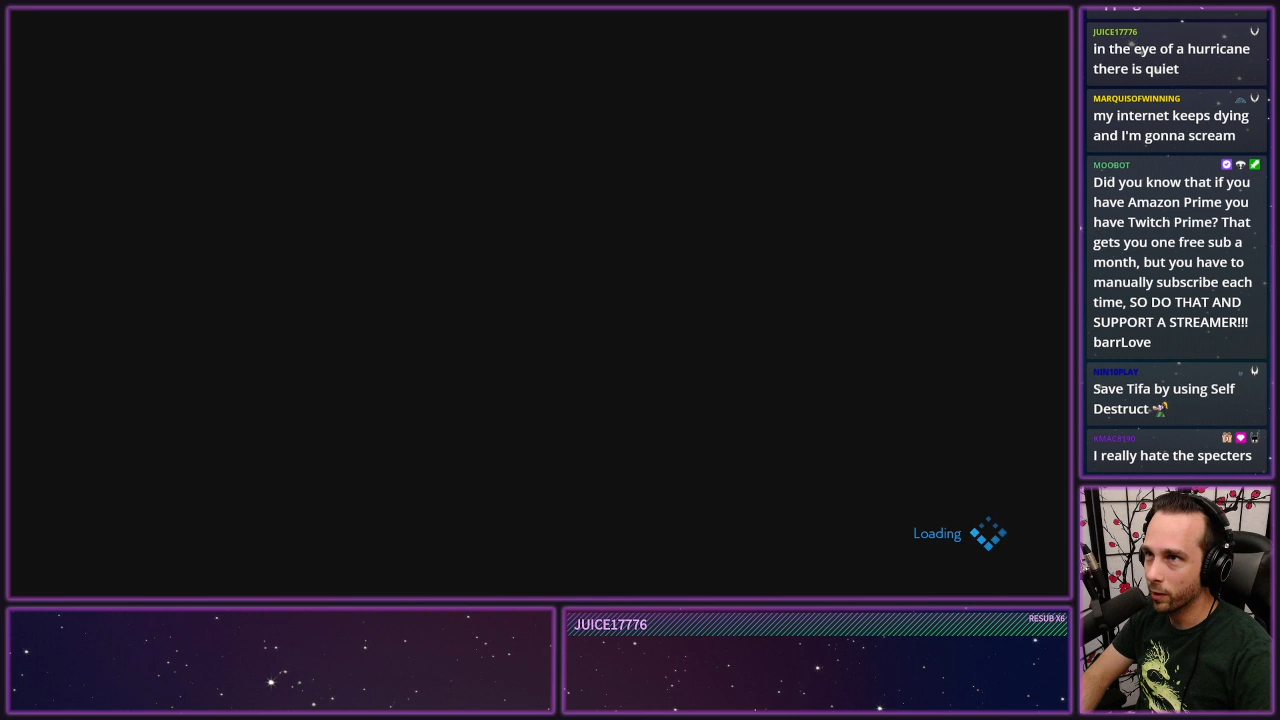 JUICE17776
in the eye of a hurricane
there is quiet
MARQUISOFWINNING
my internet keeps dying
and I'm gonna scream
MOOBOT
Did you know that if you
have Amazon Prime you
have Twitch Prime? That
gets you one free sub a
month, but you have to
manually subscribe each
time, SO DO THAT AND
SUPPORT A STREAMER!!!
barrLove
NIN10PLAY
Save Tifa by using Self
Destruct
KMAC8190
I really hate the specters
Loading
JUICE17776
RESUB X6